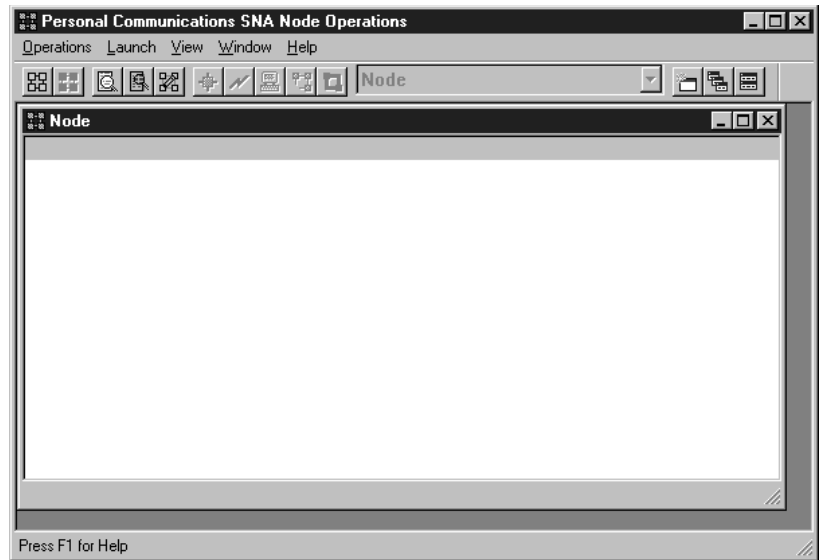 Personal Communications SNA Node Operations
Operations Launch View Window Help
Node
Node
Press F1 for Help